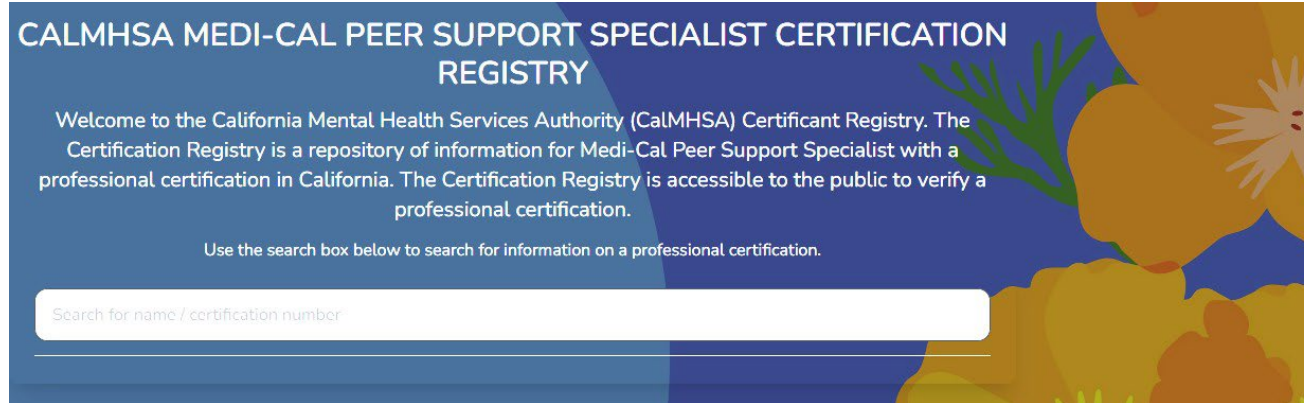 CALMHSA MEDI-CAL PEER SUPPORT SPECIALIST CERTIFICATION
REGISTRY
Welcome to the California Mental Health Services Authority (CalMHSA) Certificant Registry. The
Certification Registry is a repository of information for Medi-Cal Peer Support Specialist with a
professional certification in California. The Certification Registry is accessible to the public to verify a
professional certification.
Use the search box below to search for information on a professional certification.
Search for name / certification number